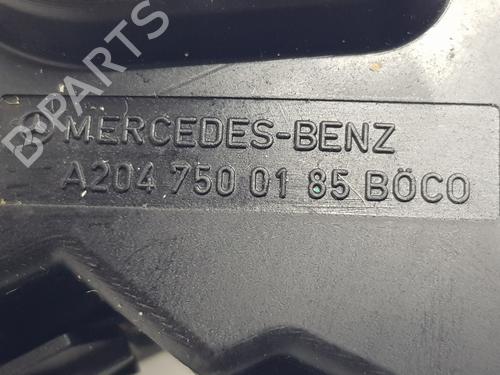 B-PARTS
MERCEDES-BENZ
A204 750 01 85 BÖCO